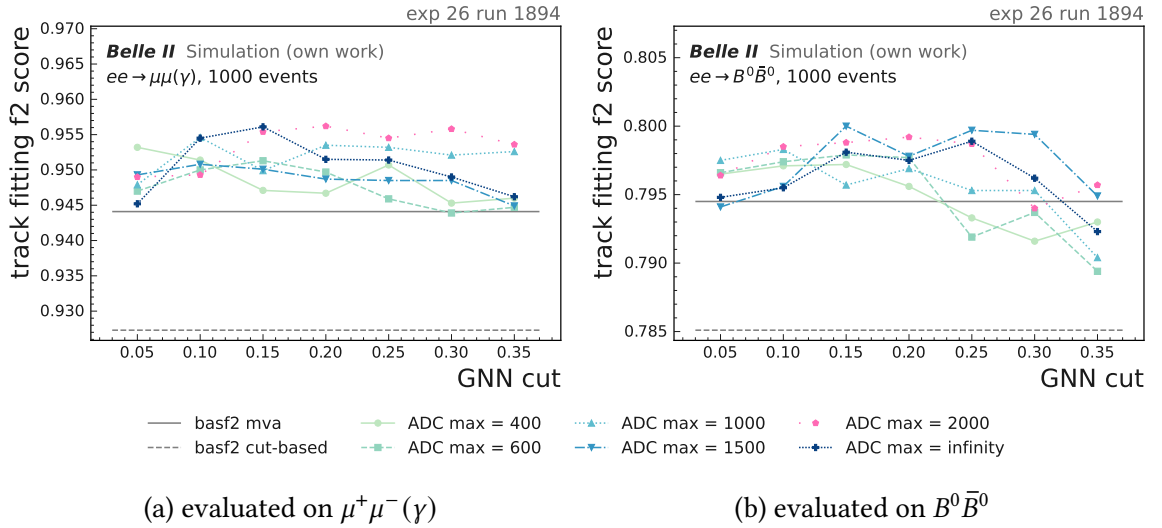 exp 26 run 1894
Belle II Simulation (own work)
ee → μμ(γ), 1000 events
track fitting f2 score
0.970
0.965
0.960
0.955
0.950
0.945
0.940
0.935
0.930
0.05 0.10 0.15 0.20 0.25 0.30 0.35
GNN cut
exp 26 run 1894
Belle II Simulation (own work)
ee → B⁰B̄⁰, 1000 events
track fitting f2 score
0.805
0.800
0.795
0.790
0.785
0.05 0.10 0.15 0.20 0.25 0.30 0.35
GNN cut
basf2 mva ADC max = 400 ADC max = 1000 ADC max = 2000
basf2 cut-based ADC max = 600 ADC max = 1500 ADC max = infinity
(a) evaluated on μ⁺μ⁻(γ) (b) evaluated on B⁰B̄⁰